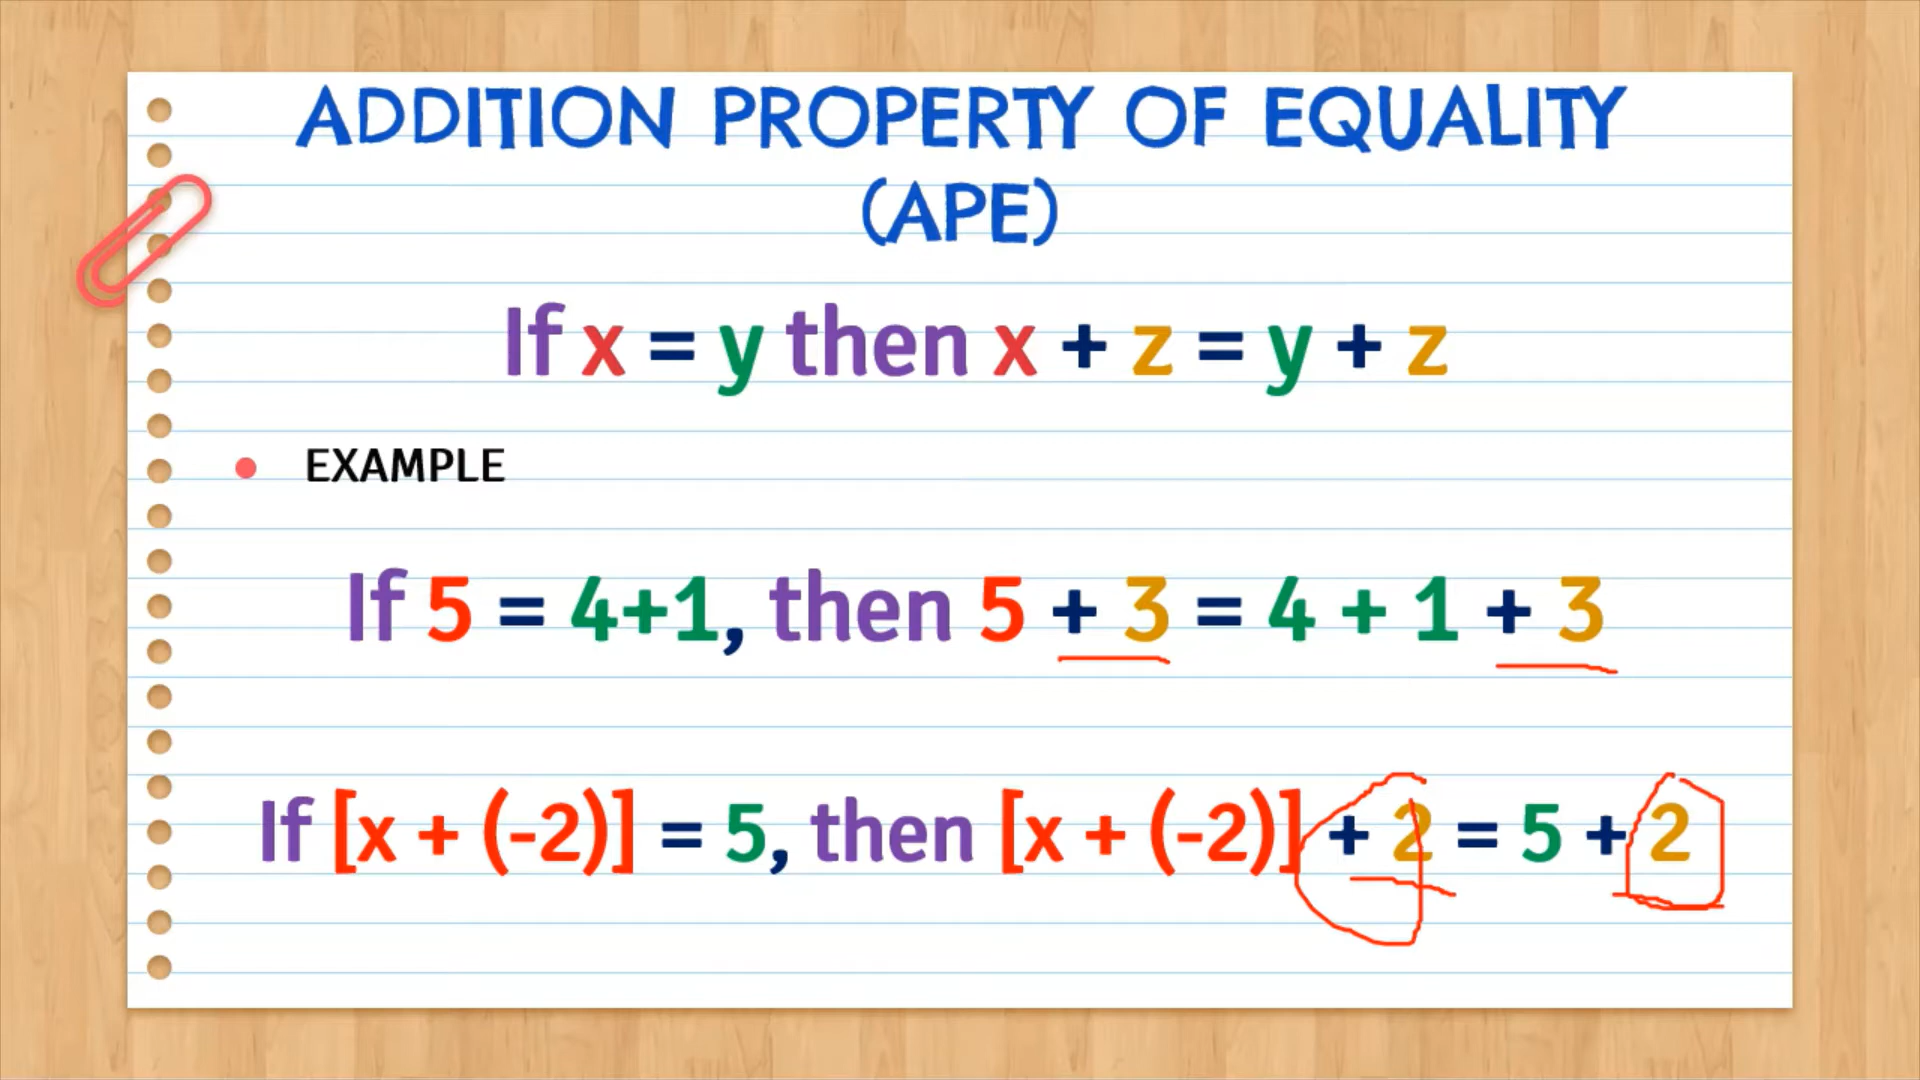 ADDITION PROPERTY OF EQUALITY
(APE)
If x = y then x + z = y + z
EXAMPLE
If 5 = 4+1, then 5 + 3 = 4 + 1 + 3
If [x + (-2)] = 5, then [x + (-2)] + 2 = 5 + 2